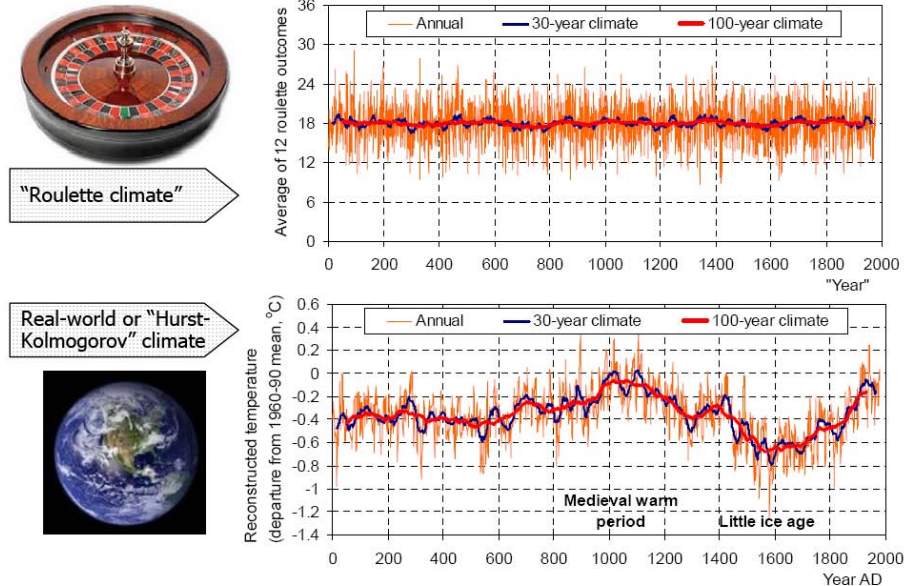 36
30
24
18
12
6
0
Average of 12 roulette outcomes
Annual 30-year climate 100-year climate
0 200 400 600 800 1000 1200 1400 1600 1800 2000
"Year"
“Roulette climate”
Real-world or “Hurst-
Kolmogorov” climate
0.6
0.4
0.2
0
-0.2
-0.4
-0.6
-0.8
-1
-1.2
-1.4
Reconstructed temperature
(departure from 1960-90 mean, °C)
Annual 30-year climate 100-year climate
Medieval warm
period
Little ice age
0 200 400 600 800 1000 1200 1400 1600 1800 2000
Year AD